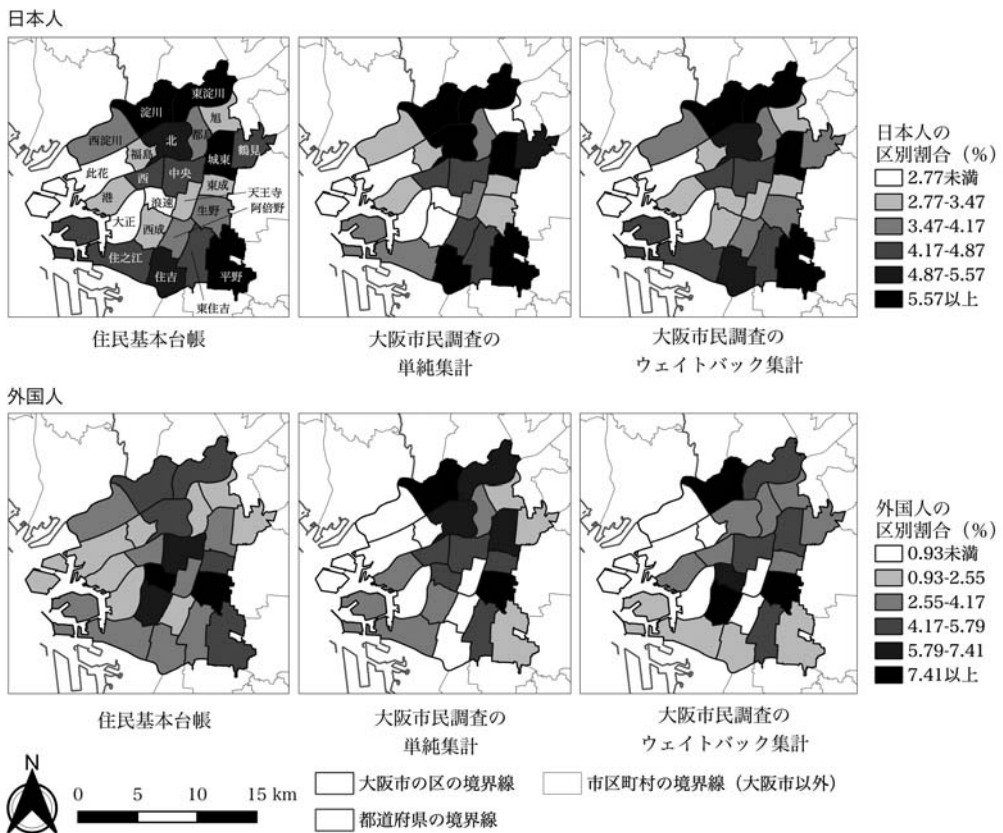 日本人
淀川
東淀川
旭
西淀川
北
都島
鶴見
福島
城東
此花
西
中央
東成
港
天王寺
浪速
生野
阿倍野
大正
西成
住之江
住吉
平野
東住吉
日本人の
区別割合（%）
2.77未満
2.77-3.47
3.47-4.17
4.17-4.87
4.87-5.57
5.57以上
住民基本台帳
大阪市民調査の
単純集計
大阪市民調査の
ウェイトバック集計
外国人
外国人の
区別割合（%）
0.93未満
0.93-2.55
2.55-4.17
4.17-5.79
5.79-7.41
7.41以上
住民基本台帳
大阪市民調査の
単純集計
大阪市民調査の
ウェイトバック集計
N
0 5 10 15 km
大阪市の区の境界線
市区町村の境界線（大阪市以外）
都道府県の境界線